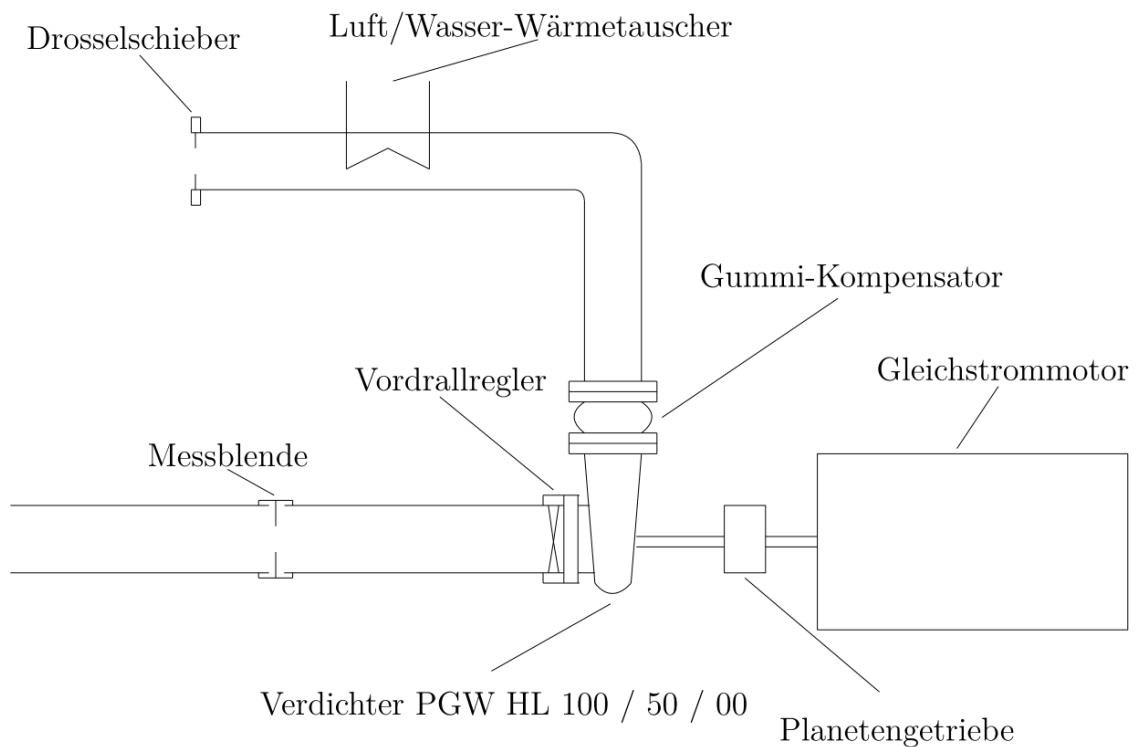 Luft/Wasser-Wärmetauscher
Drosselschieber
Gummi-Kompensator
Gleichstrommotor
Vordrallregler
Messblende
Verdichter PGW HL 100 / 50 / 00
Planetengetriebe